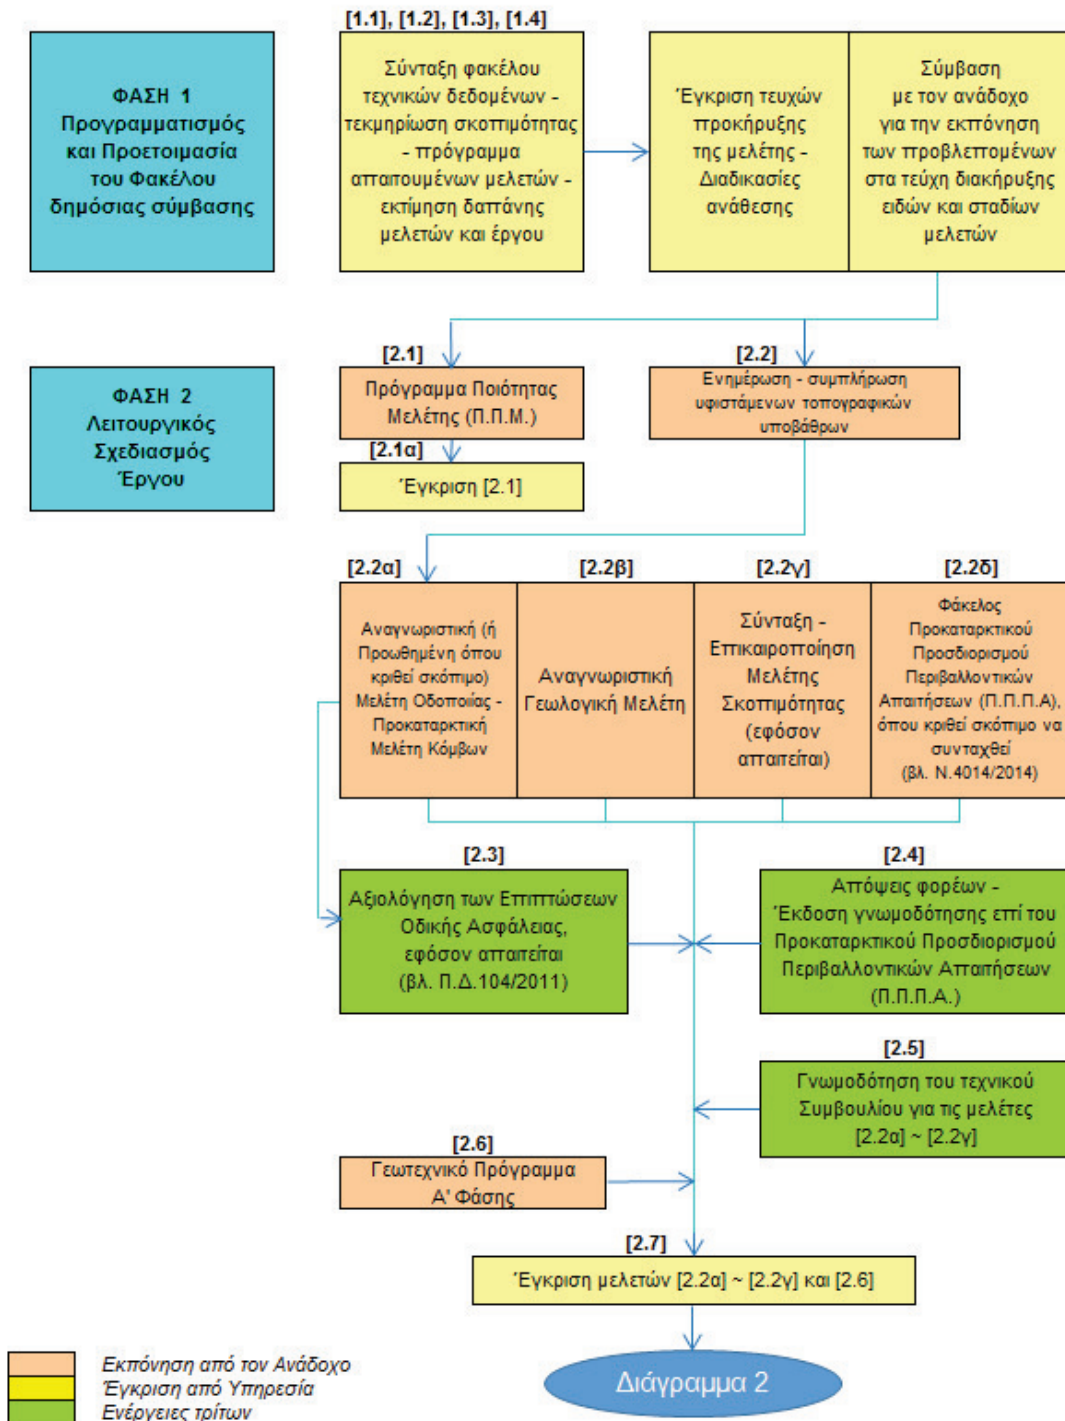 [1.1], [1.2], [1.3], [1.4]
ΦΑΣΗ 1
Προγραμματισμός
και Προετοιμασία
του Φακέλου
δημόσιας σύμβασης
Σύνταξη φακέλου
τεχνικών δεδομένων -
τεκμηρίωση σκοπιμότητας
- πρόγραμμα
απαιτουμένων μελετών -
εκτίμηση δαπάνης
μελετών και έργου
Έγκριση τευχών
προκήρυξης
της μελέτης -
Διαδικασίες
ανάθεσης
Σύμβαση
με τον ανάδοχο
για την εκπόνηση
των προβλεπομένων
στα τεύχη διακήρυξης
ειδών και σταδίων
μελετών
[2.1]
[2.2]
ΦΑΣΗ 2
Λειτουργικός
Σχεδιασμός
Έργου
Πρόγραμμα Ποιότητας
Μελέτης (Π.Π.Μ.)
Ενημέρωση - συμπλήρωση
υφιστάμενων τοπογραφικών
υποβάθρων
[2.1α]
Έγκριση [2.1]
[2.2α]
[2.2β]
[2.2γ]
[2.2δ]
Αναγνωριστική (ή
Προωθημένη όπου
κριθεί σκόπιμο)
Μελέτη Οδοποιίας -
Προκαταρκτική
Μελέτη Κόμβων
Αναγνωριστική
Γεωλογική Μελέτη
Σύνταξη -
Επικαιροποίηση
Μελέτης
Σκοπιμότητας
(εφόσον
απαιτείται)
Φάκελος
Προκαταρκτικού
Προσδιορισμού
Περιβαλλοντικών
Απαιτήσεων (Π.Π.Π.Α),
όπου κριθεί σκόπιμο να
συνταχθεί
(βλ. Ν.4014/2014)
[2.3]
[2.4]
Αξιολόγηση των Επιπτώσεων
Οδικής Ασφάλειας,
εφόσον απαιτείται
(βλ. Π.Δ.104/2011)
Απόψεις φορέων -
Έκδοση γνωμοδότησης επί του
Προκαταρκτικού Προσδιορισμού
Περιβαλλοντικών Απαιτήσεων
(Π.Π.Π.Α.)
[2.5]
Γνωμοδότηση του τεχνικού
Συμβουλίου για τις μελέτες
[2.2α] ~ [2.2γ]
[2.6]
Γεωτεχνικό Πρόγραμμα
Α' Φάσης
[2.7]
Έγκριση μελετών [2.2α] ~ [2.2γ] και [2.6]
Διάγραμμα 2
Εκπόνηση από τον Ανάδοχο
Έγκριση από Υπηρεσία
Ενέργειες τρίτων